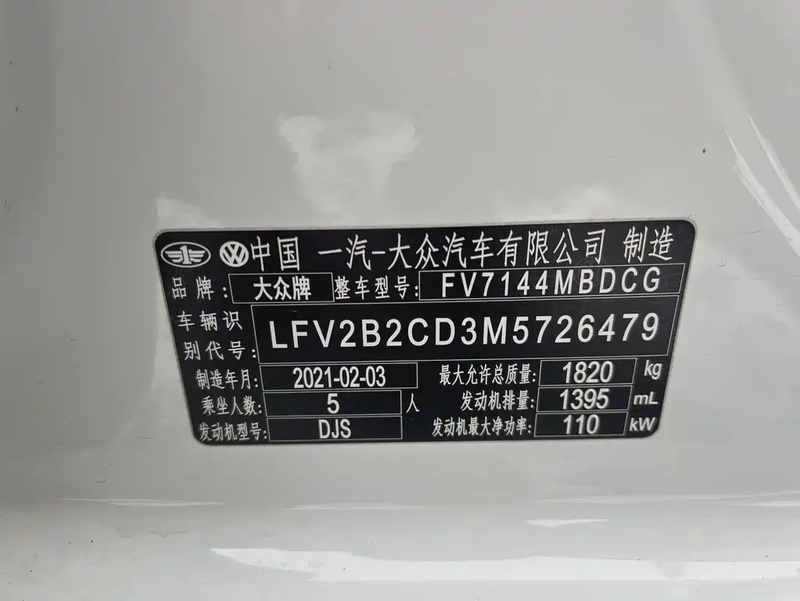 中国 一汽-大众汽车有限公司 制造
品牌: 大众牌 整车型号: FV7144MBDCG
车辆识别代号: LFV2B2CD3M5726479
制造年月: 2021-02-03 最大允许总质量: 1820 kg
乘坐人数: 5 人 发动机排量: 1395 mL
发动机型号: DJS 发动机最大净功率: 110 kW